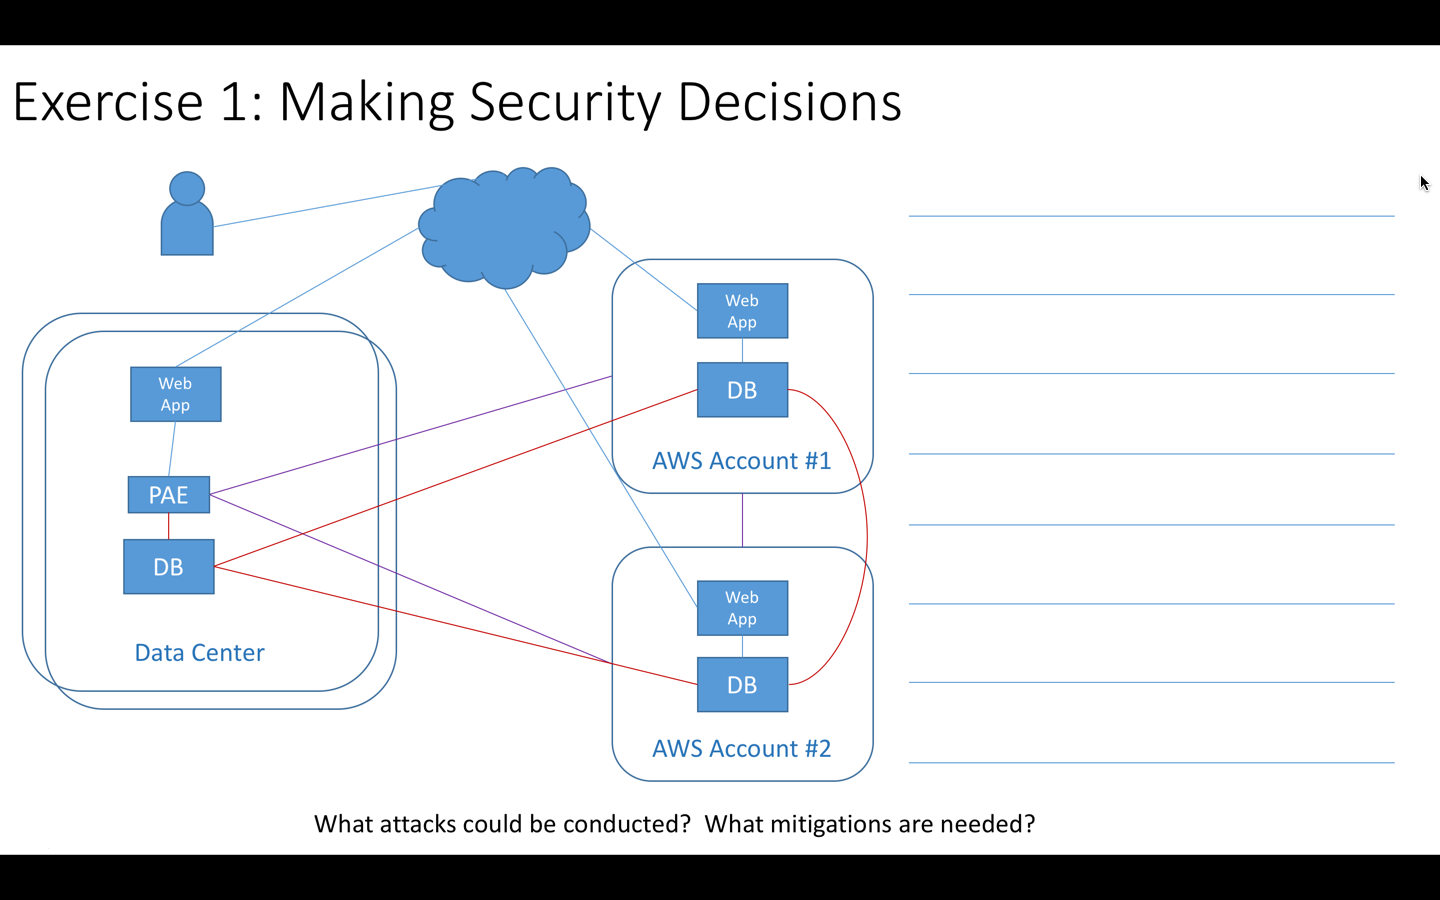 Exercise 1: Making Security Decisions
Web
App
PAE
DB
Data Center
Web
App
DB
AWS Account #1
Web
App
DB
AWS Account #2
What attacks could be conducted?  What mitigations are needed?